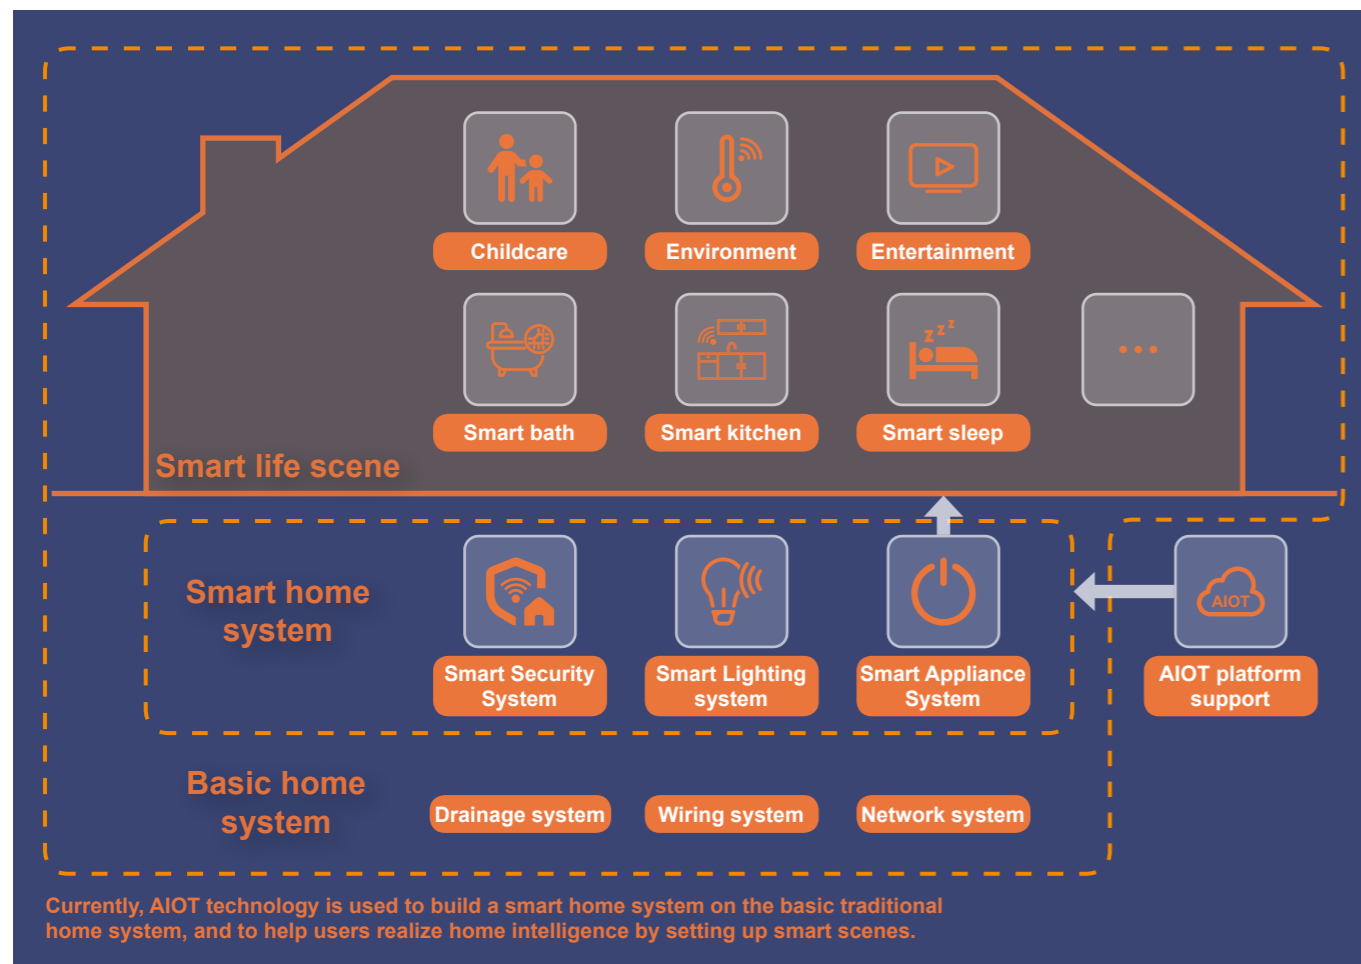 Childcare
Environment
Entertainment
Smart bath
Smart kitchen
z z z
Smart sleep
Smart life scene
Smart home
system
Smart Security
System
Smart Lighting
system
Smart Appliance
System
AIOT
AIOT platform
support
Basic home
system
Drainage system
Wiring system
Network system
Currently, AIOT technology is used to build a smart home system on the basic traditional
home system, and to help users realize home intelligence by setting up smart scenes.